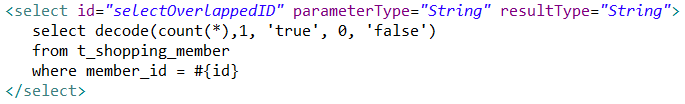 <select id="selectOverlappedID" parameterType="String" resultType="String">
select decode(count(*),1, 'true', 0, 'false')
from t_shopping_member
where member_id = #{id}
</select>